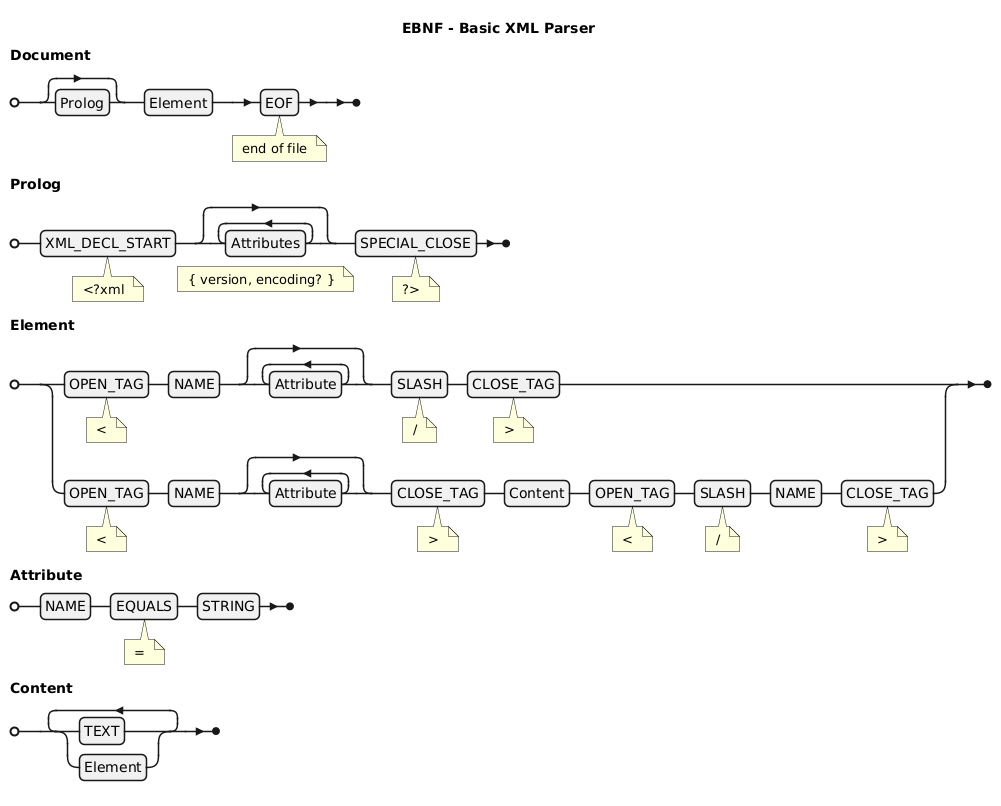 EBNF - Basic XML Parser
Document
Prolog Element EOF
end of file
Prolog
XML_DECL_START Attributes SPECIAL_CLOSE
<?xml { version, encoding? } ?>
Element
OPEN_TAG NAME Attribute SLASH CLOSE_TAG
< / >
OPEN_TAG NAME Attribute CLOSE_TAG Content OPEN_TAG SLASH NAME CLOSE_TAG
< > < / >
Attribute
NAME EQUALS STRING
=
Content
TEXT
Element